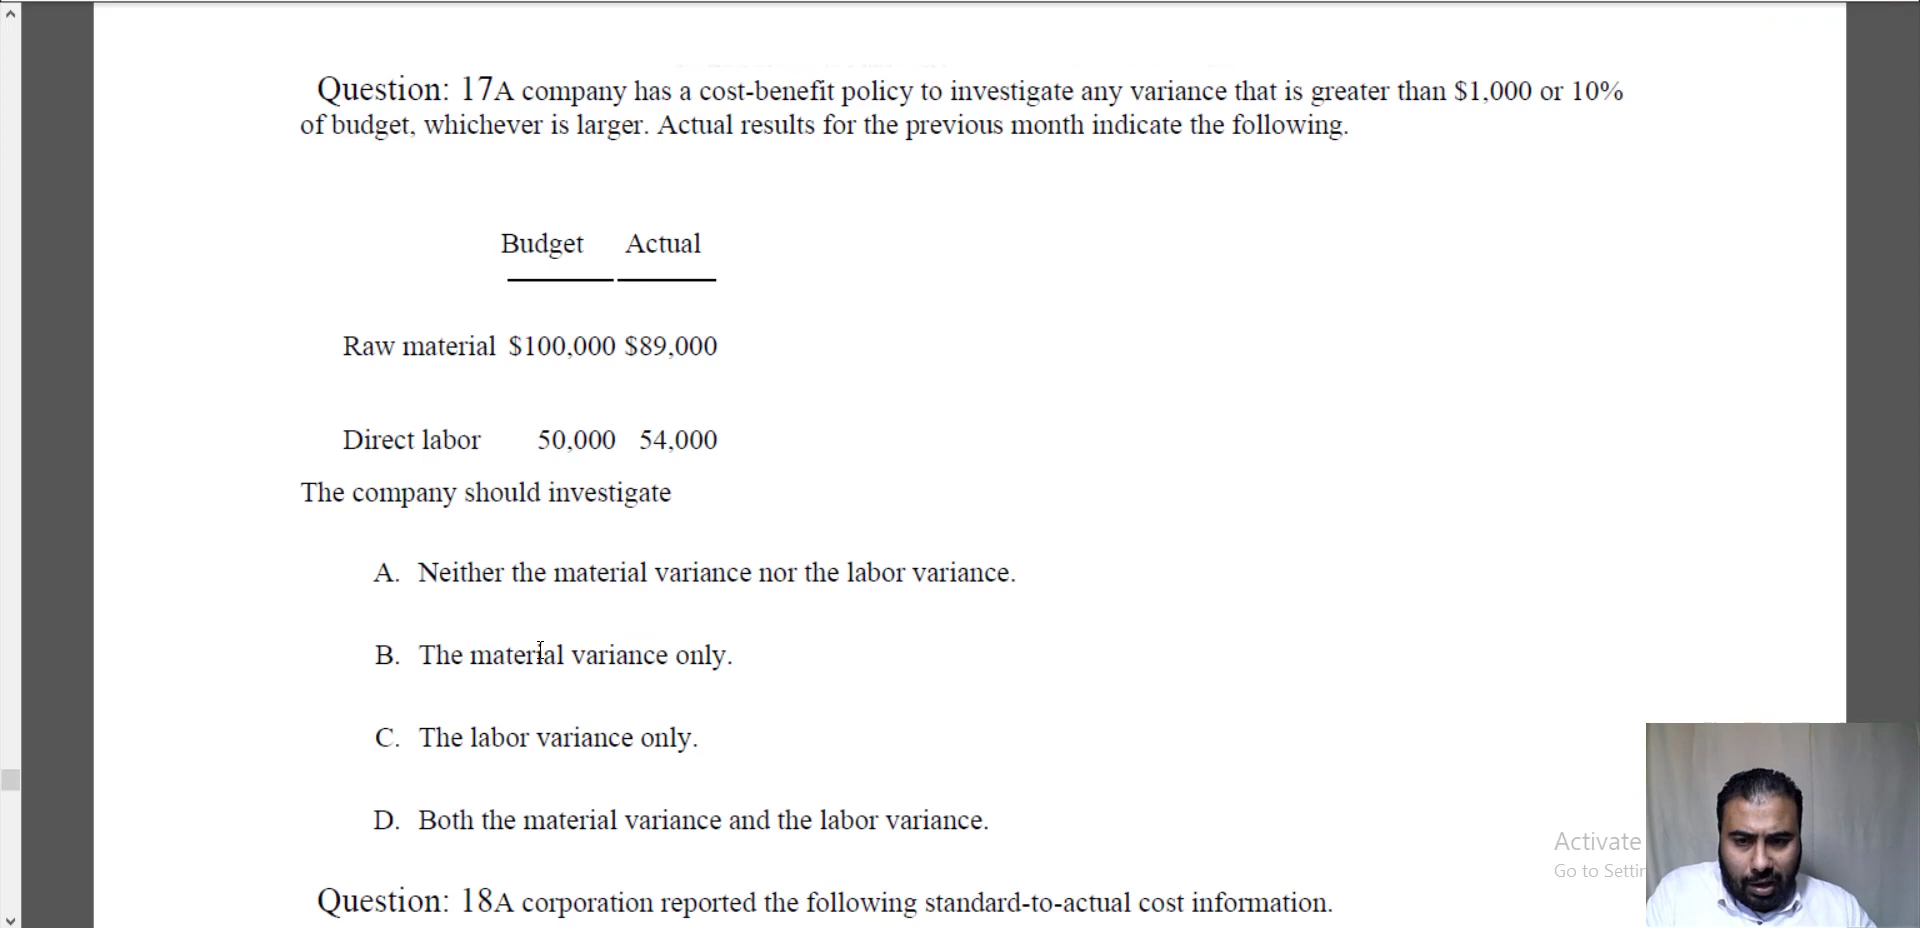 Question: 17A company has a cost-benefit policy to investigate any variance that is greater than $1,000 or 10%
of budget, whichever is larger. Actual results for the previous month indicate the following.
Budget Actual
Raw material $100,000 $89,000
Direct labor 50,000 54,000
The company should investigate
A. Neither the material variance nor the labor variance.
B. The material variance only.
C. The labor variance only.
D. Both the material variance and the labor variance.
Activate
Go to Settin
Question: 18A corporation reported the following standard-to-actual cost information.